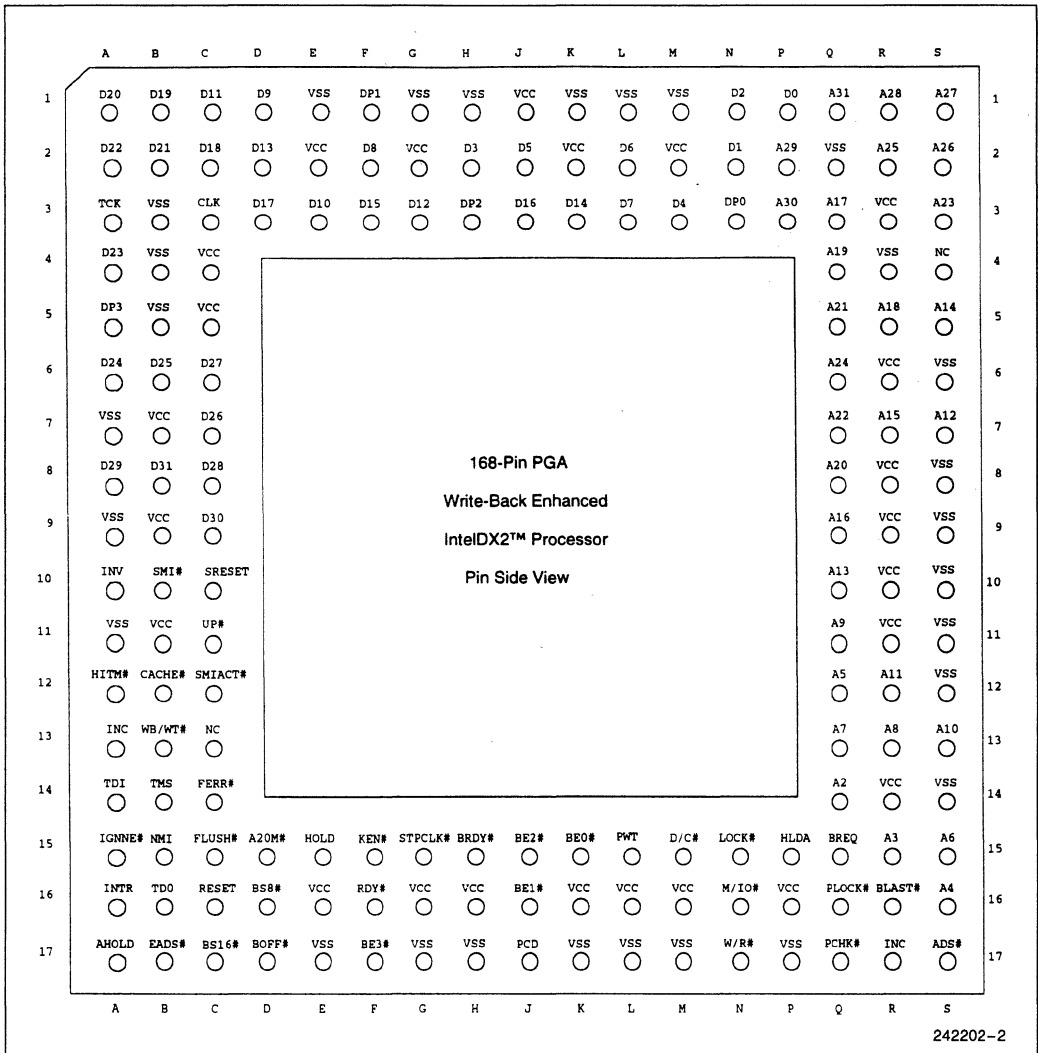 A B C D E F G H J K L M N P Q R S
D20 D19 D11 D9 VSS DP1 VSS VSS VCC VSS VSS VSS D2 D0 A31 A28 A27
1 1
D22 D21 D18 D13 VCC D8 VCC D3 D5 VCC D6 VCC D1 A29 VSS A25 A26
2 2
TCK VSS CLK D17 D10 D15 D12 DP2 D16 D14 D7 D4 DP0 A30 A17 VCC A23
3 3
D23 VSS VCC A19 VSS NC
4 4
DP3 VSS VCC A21 A18 A14
5 5
D24 D25 D27 A24 VCC VSS
6 6
VSS VCC D26 A22 A15 A12
7 7
D29 D31 D28 A20 VCC VSS
8 8
168-Pin PGA
Write-Back Enhanced
VSS VCC D30 A16 VCC VSS
9 9
IntelDX2™ Processor
Pin Side View
INV SMI# SRESET A13 VCC VSS
10 10
VSS VCC UP# A9 VCC VSS
11 11
HITM# CACHE# SMIACT# A5 A11 VSS
12 12
INC WB/WT# NC A7 A8 A10
13 13
TDI TMS FERR# A2 VCC VSS
14 14
IGNNE# NMI FLUSH# A20M# HOLD KEN# STPCLK# BRDY# BE2# BE0# PWT D/C# LOCK# HLDA BREQ A3 A6
15 15
INTR TDO RESET BS8# VCC RDY# VCC VCC BE1# VCC VCC VCC M/IO# VCC PLOCK# BLAST# A4
16 16
AHOLD EADS# BS16# BOFF# VSS BE3# VSS VSS PCD VSS VSS VSS W/R# VSS PCHK# INC ADS#
17 17
A B C D E F G H J K L M N P Q R S
242202-2